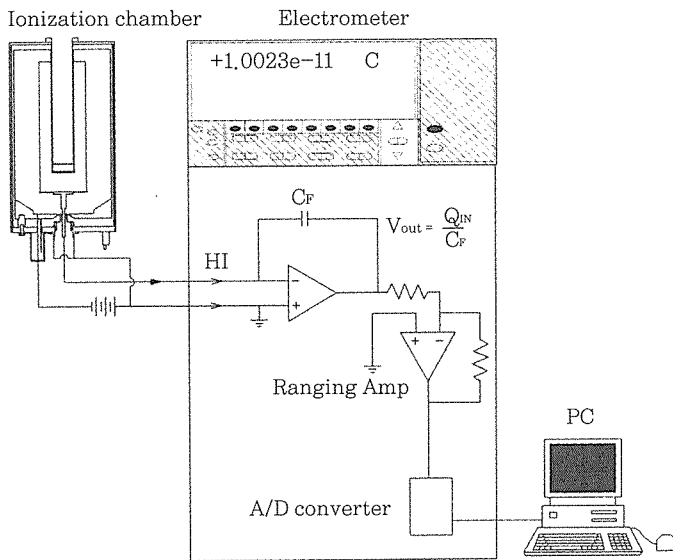 Ionization chamber
Electrometer
+1.0023e-11 C
CF
Vout = QIN
CF
HI
−
+
+ −
Ranging Amp
PC
A/D converter